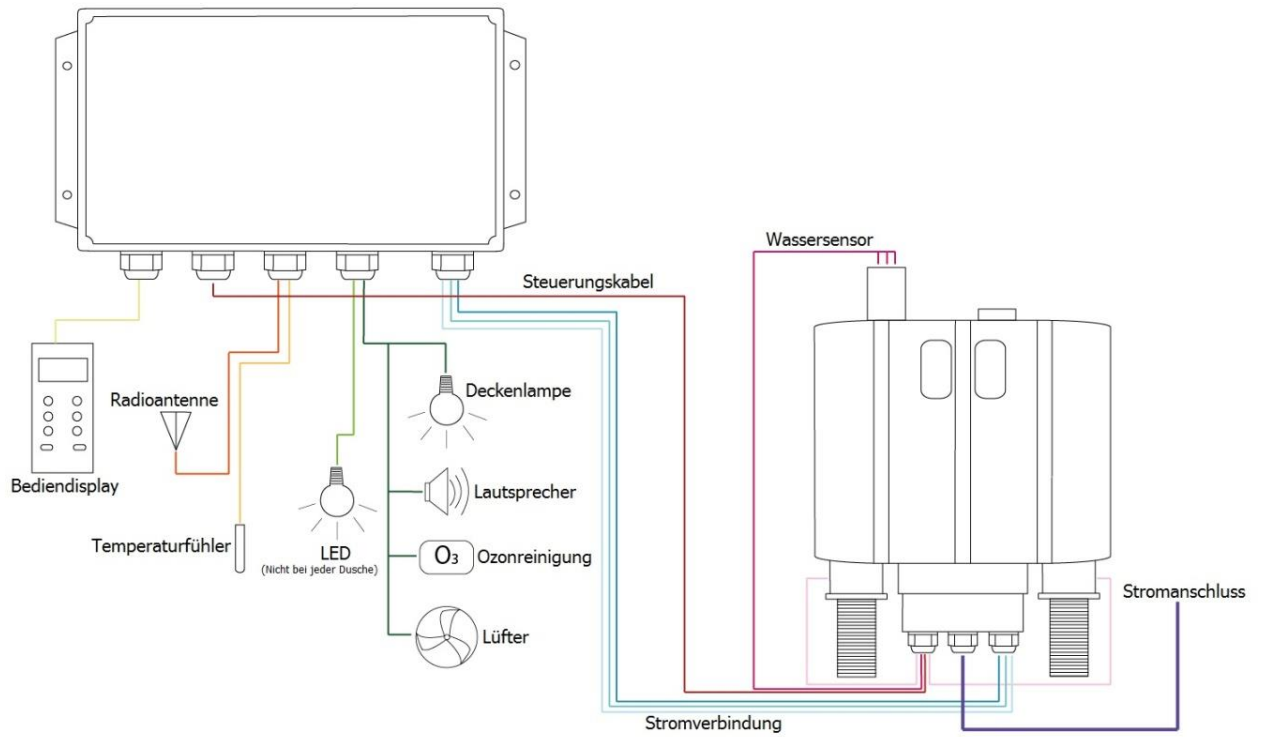 Wassersensor
Steuerungskabel
Deckenlampe
Radioantenne
Bediendisplay
Lautsprecher
Temperaturfühler
LED
(Nicht bei jeder Dusche)
O₃ Ozonreinigung
Stromanschluss
Lüfter
Stromverbindung